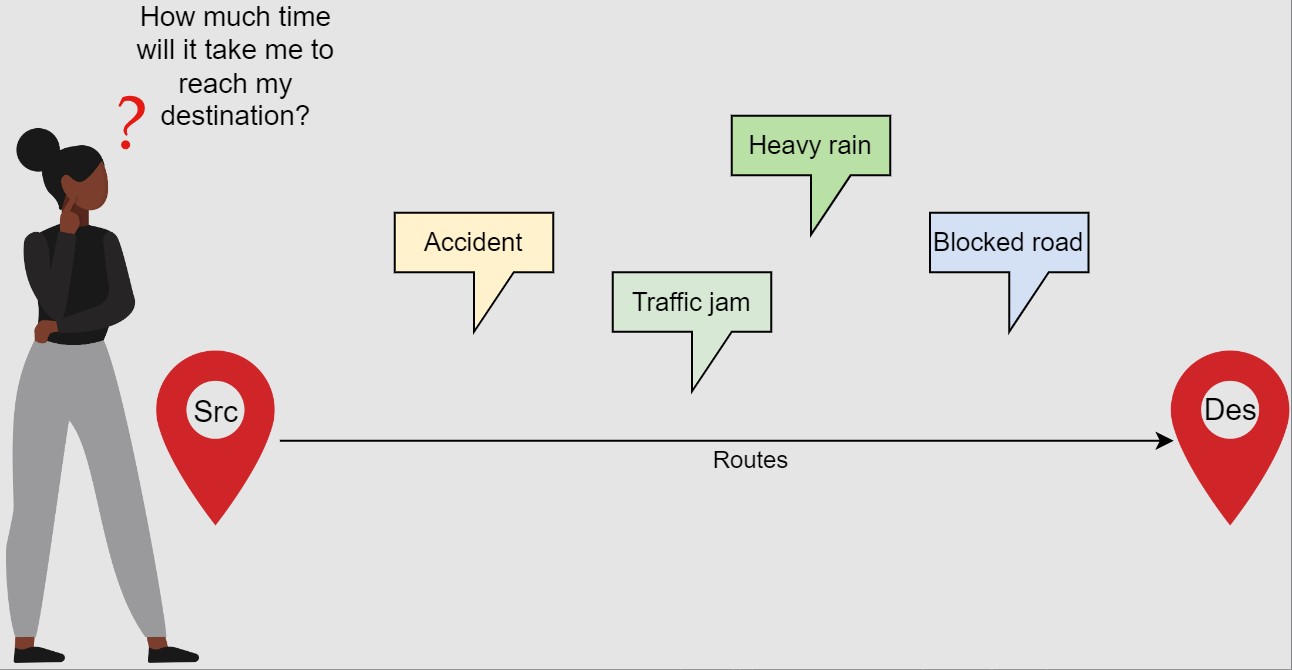 How much time
will it take me to
reach my
destination?
?
Heavy rain
Accident
Blocked road
Traffic jam
Src
Des
Routes